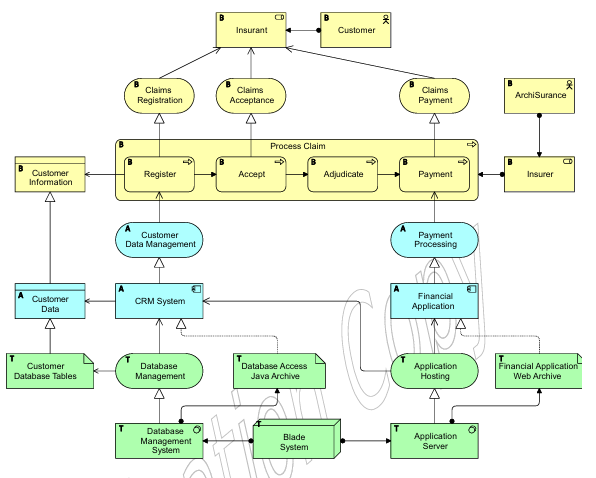 B
Insurant
B
Customer
B
Claims
Registration
B
Claims
Acceptance
B
Claims
Payment
B
ArchiSurance
B
Process Claim
B
Customer
Information
B
Register
B
Accept
B
Adjudicate
B
Payment
B
Insurer
A
Customer
Data Management
A
Payment
Processing
A
Customer
Data
A
CRM System
A
Financial
Application
T
Customer
Database Tables
T
Database
Management
T
Database Access
Java Archive
T
Application
Hosting
T
Financial Application
Web Archive
T
Database
Management
System
T
Blade
System
T
Application
Server